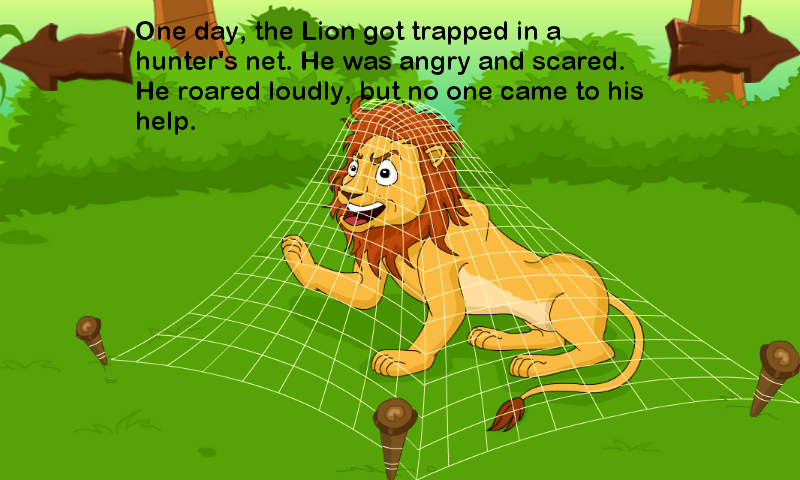 One day, the Lion got trapped in a
hunter's net. He was angry and scared.
He roared loudly, but no one came to his
help.